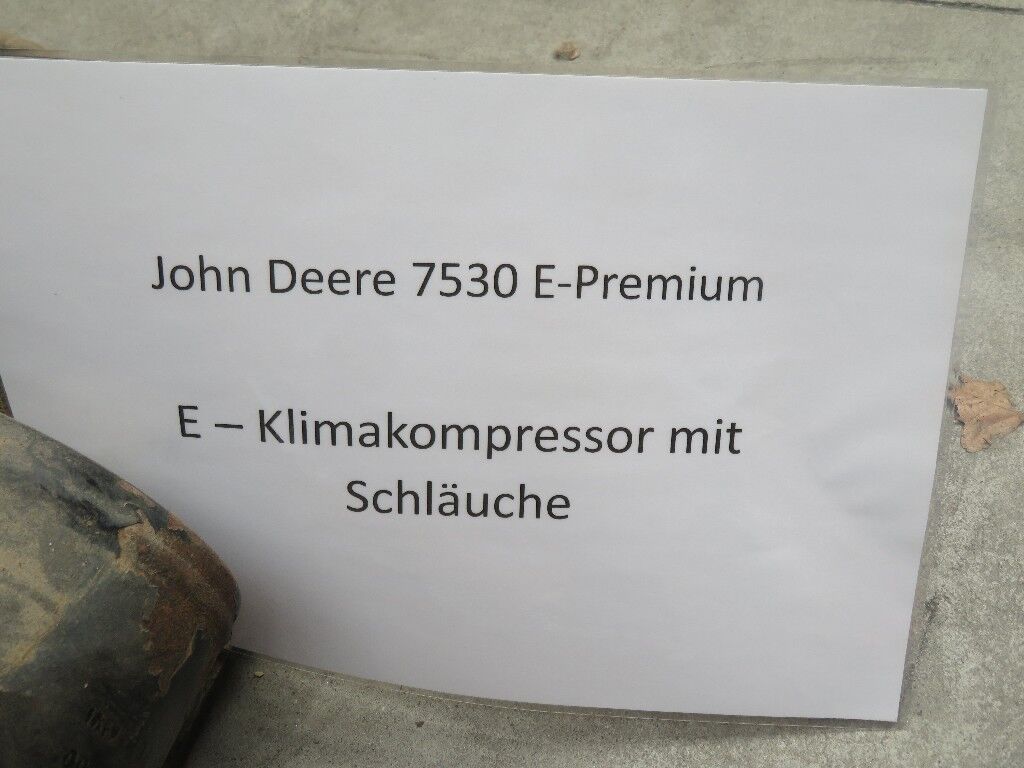 John Deere 7530 E-Premium
E – Klimakompressor mit
Schläuche